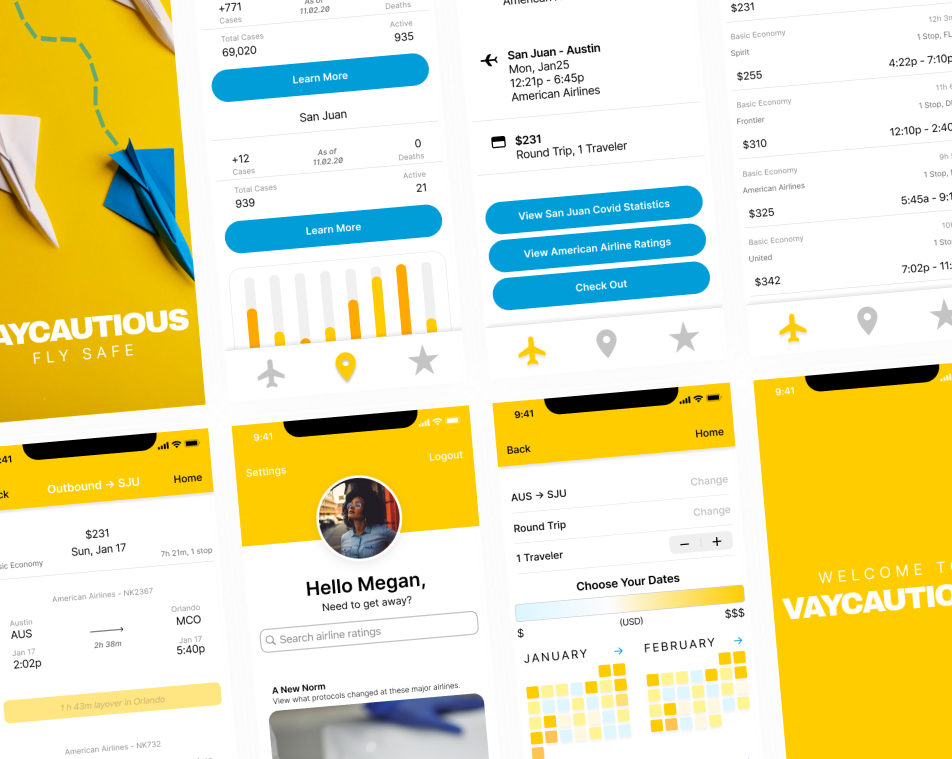 AYCAUTIOUS
FLY SAFE
+771
Cases
As of
11.02.20
Deaths
Total Cases
69,020
Active
935
Learn More
San Juan
+12
Cases
As of
11.02.20
0
Deaths
Total Cases
939
Active
21
Learn More
American
San Juan - Austin
Mon, Jan25
12:21p - 6:45p
American Airlines
$231
Round Trip, 1 Traveler
View San Juan Covid Statistics
View American Airline Ratings
Check Out
$231
Basic Economy
12h 3m
Spirit
1 Stop, FL
$255
4:22p - 7:10p
Basic Economy
11h
Frontier
1 Stop, D
$310
12:10p - 2:40
Basic Economy
9h
American Airlines
1 Stop,
$325
5:45a - 9:1
Basic Economy
10
United
1 Sto
$342
7:02p - 11:
:41
ck
Outbound → SJU
Home
$231
Sun, Jan 17
sic Economy
7h 21m, 1 stop
American Airlines - NK2367
Austin
AUS
Orlando
MCO
2h 38m
Jan 17
2:02p
Jan 17
5:40p
1 h 43m layover in Orlando
American Airlines - NK732
9:41
Settings
Logout
Hello Megan,
Need to get away?
Search airline ratings
A New Norm
View what protocols changed at these major airlines.
9:41
Back
Home
AUS → SJU
Change
Round Trip
Change
1 Traveler
− +
Choose Your Dates
$
(USD)
$$$
JANUARY →
FEBRUARY →
9:41
WELCOME TO
VAYCAUTIO